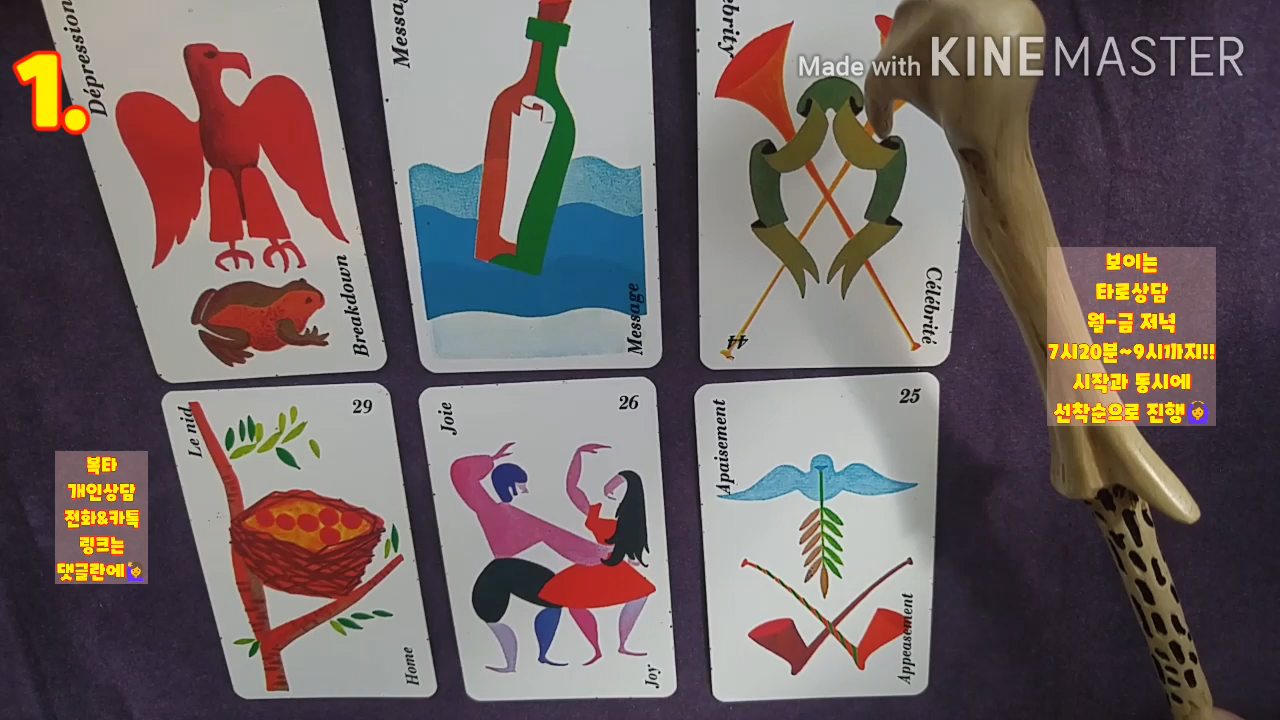 1.
Dépression
Breakdown
Message
Made with KINEMASTER
44
Célébrité
보이는
타로상담
월-금 저녁
7시20분~9시까지!!
시작과 동시에
선착순으로 진행
복타
개인상담
전화&카톡
링크는
댓글란에
Le nid
29
Home
Joie
26
Joy
Apaisement
25
Appeasement